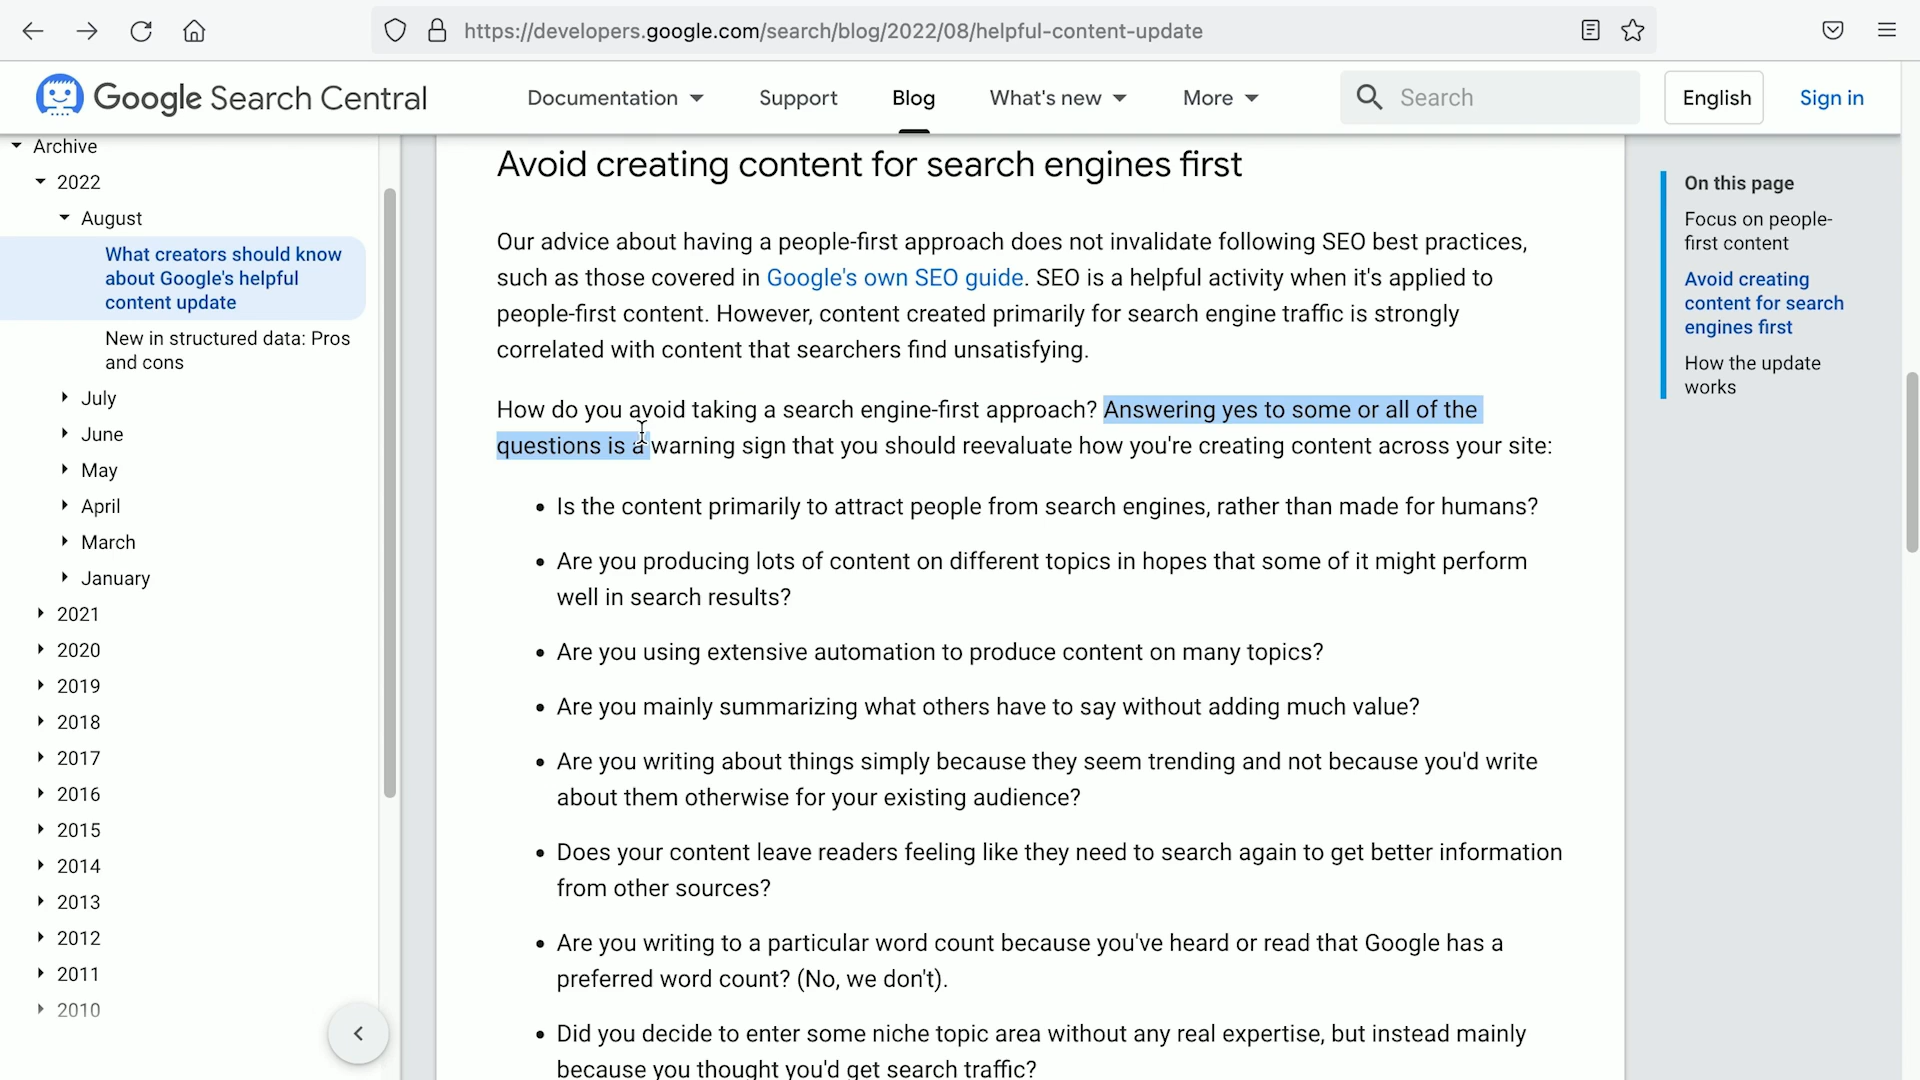 https://developers.google.com/search/blog/2022/08/helpful-content-update
Google Search Central
Documentation
Support
Blog
What's new
More
Search
English
Sign in
Archive
2022
August
What creators should know
about Google's helpful
content update
New in structured data: Pros
and cons
July
June
May
April
March
January
2021
2020
2019
2018
2017
2016
2015
2014
2013
2012
2011
2010
Avoid creating content for search engines first
Our advice about having a people-first approach does not invalidate following SEO best practices,
such as those covered in Google's own SEO guide. SEO is a helpful activity when it's applied to
people-first content. However, content created primarily for search engine traffic is strongly
correlated with content that searchers find unsatisfying.
How do you avoid taking a search engine-first approach? Answering yes to some or all of the
questions is a warning sign that you should reevaluate how you're creating content across your site:
• Is the content primarily to attract people from search engines, rather than made for humans?
• Are you producing lots of content on different topics in hopes that some of it might perform
well in search results?
• Are you using extensive automation to produce content on many topics?
• Are you mainly summarizing what others have to say without adding much value?
• Are you writing about things simply because they seem trending and not because you'd write
about them otherwise for your existing audience?
• Does your content leave readers feeling like they need to search again to get better information
from other sources?
• Are you writing to a particular word count because you've heard or read that Google has a
preferred word count? (No, we don't).
• Did you decide to enter some niche topic area without any real expertise, but instead mainly
because you thought you'd get search traffic?
On this page
Focus on people-
first content
Avoid creating
content for search
engines first
How the update
works